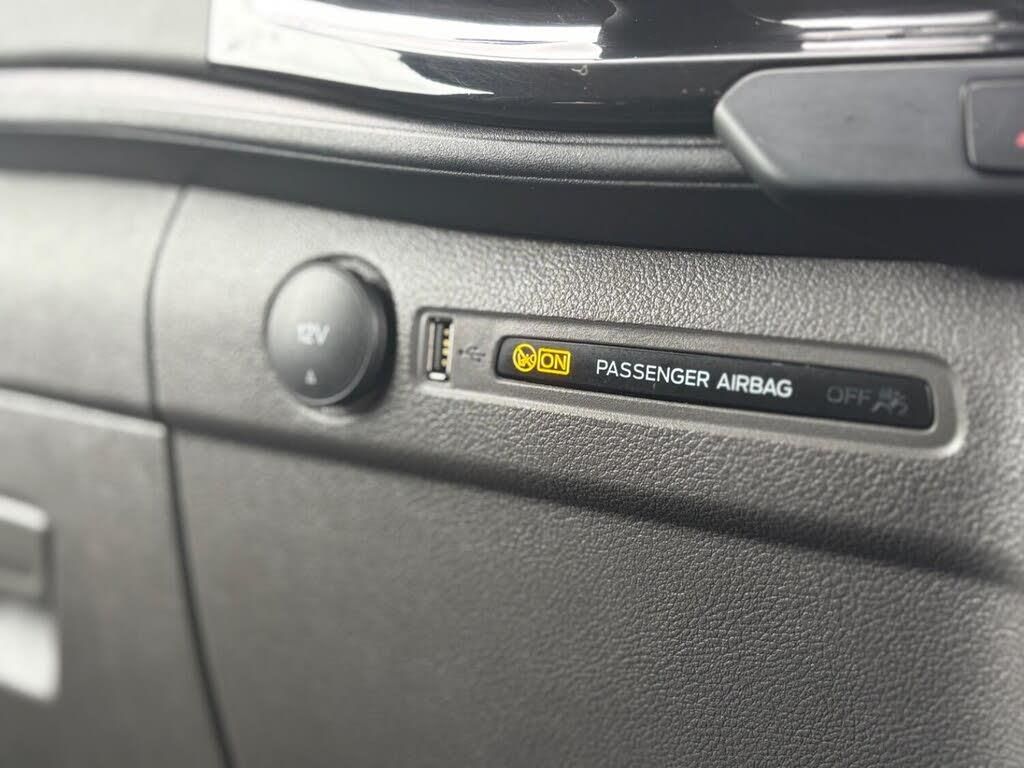 12V
ON PASSENGER AIRBAG OFF